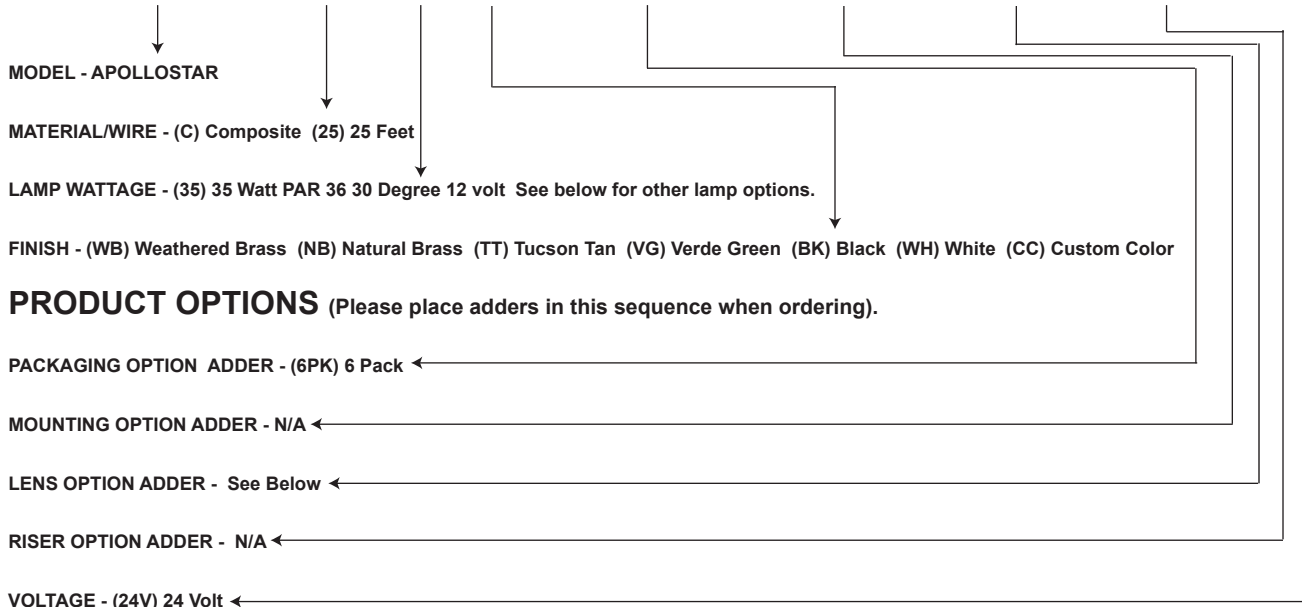 MODEL - APOLLOSTAR
MATERIAL/WIRE - (C) Composite (25) 25 Feet
LAMP WATTAGE - (35) 35 Watt PAR 36 30 Degree 12 volt See below for other lamp options.
FINISH - (WB) Weathered Brass (NB) Natural Brass (TT) Tucson Tan (VG) Verde Green (BK) Black (WH) White (CC) Custom Color
PRODUCT OPTIONS (Please place adders in this sequence when ordering).
PACKAGING OPTION ADDER - (6PK) 6 Pack
MOUNTING OPTION ADDER - N/A
LENS OPTION ADDER - See Below
RISER OPTION ADDER - N/A
VOLTAGE - (24V) 24 Volt